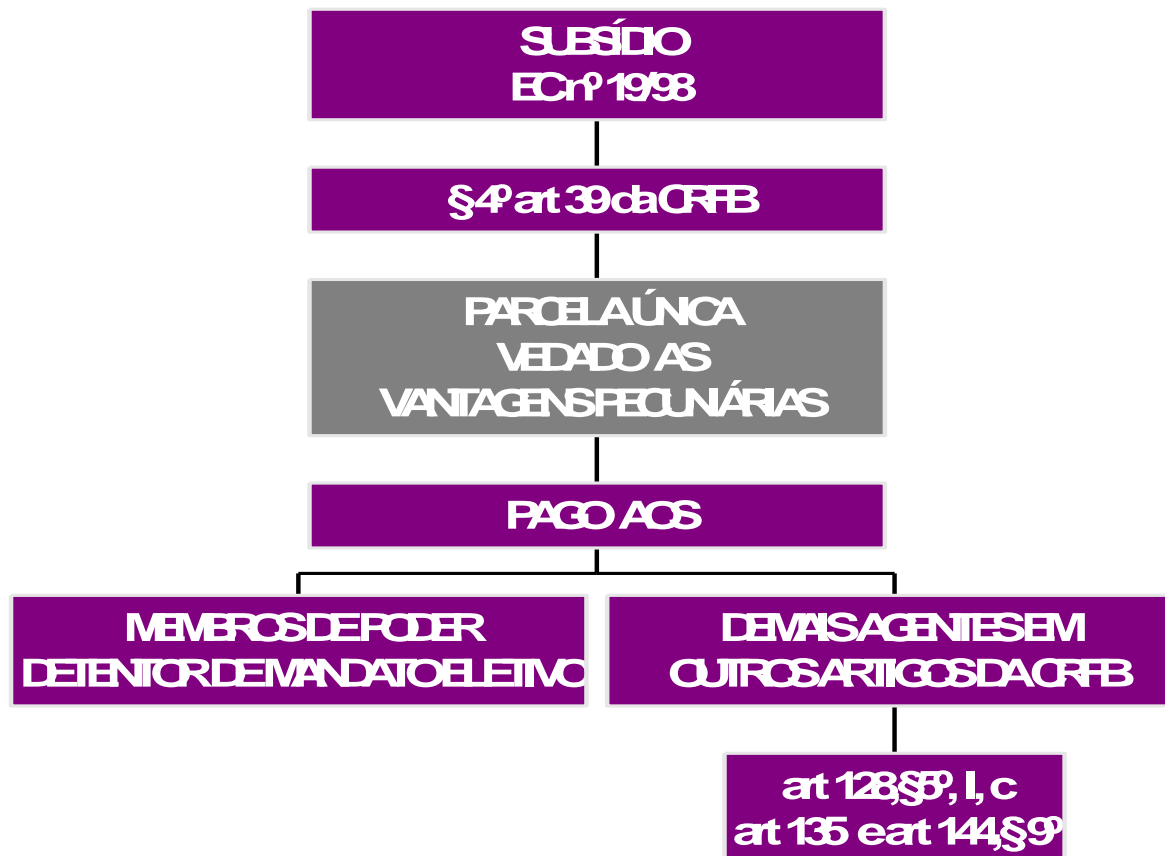 SUBSÍDIO
EC nº 19/98
§ 4º art 39 da CRFB
PARCELA ÚNICA
VEDADO AS
VANTAGENS PECUNIÁRIAS
PAGO AOS
MEMBROS DE PODER
DETENTOR DE MANDATO ELETIVO
DEMAIS AGENTES EM
OUTROS ARTIGOS DA CRFB
art 128,§5º, I, c
art 135 e art 144,§9º